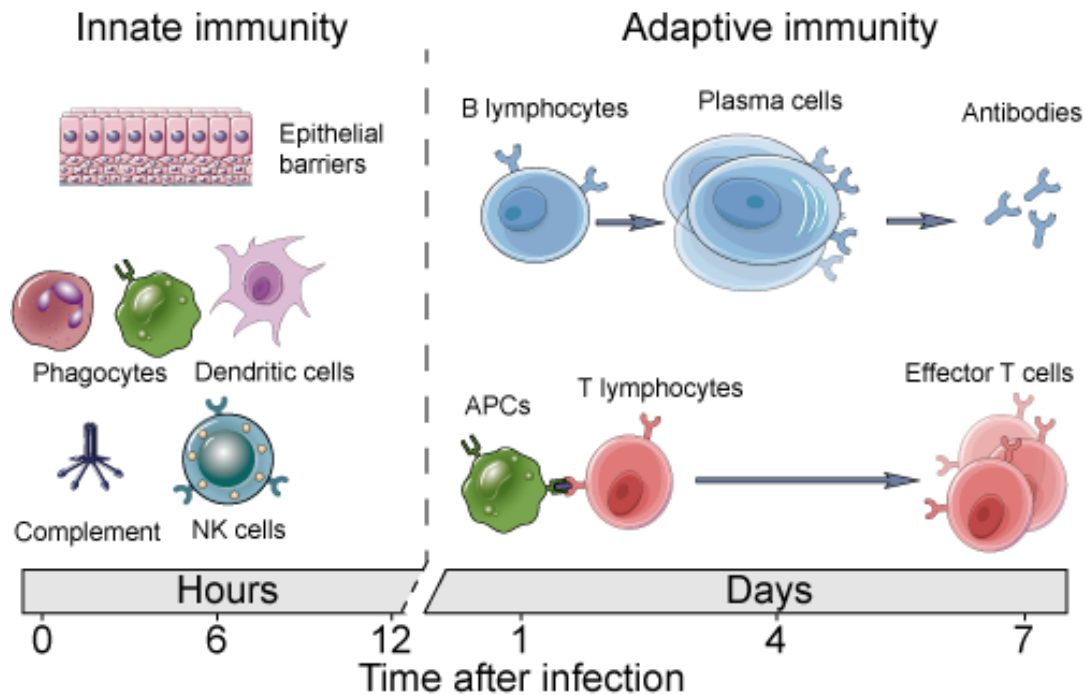 Innate immunity
Adaptive immunity
Epithelial
barriers
B lymphocytes
Plasma cells
Antibodies
Phagocytes
Dendritic cells
APCs
T lymphocytes
Effector T cells
Complement
NK cells
Hours
Days
0
6
12
1
4
7
Time after infection